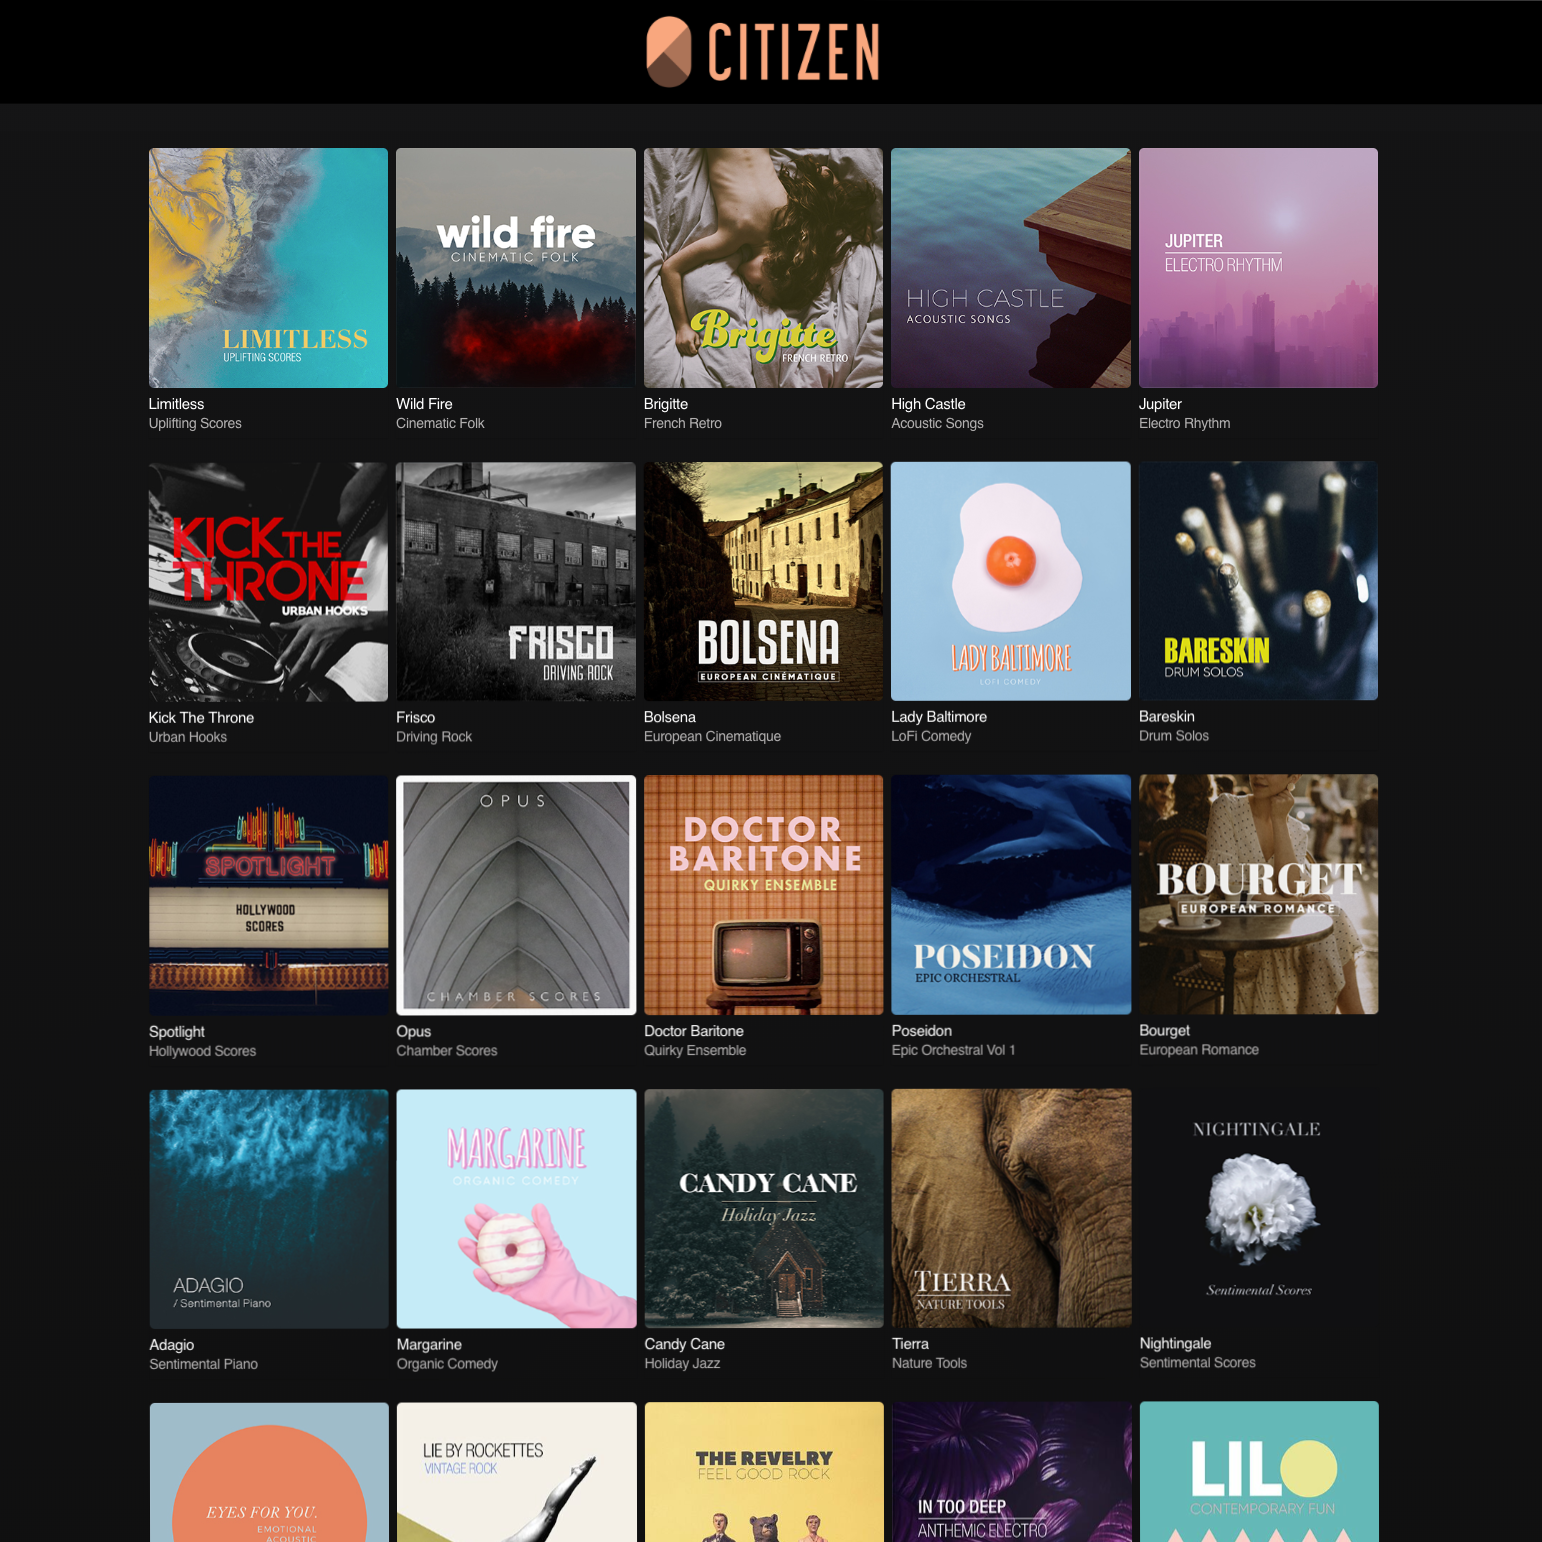 CITIZEN
LIMITLESS
UPLIFTING SCORES
wild fire
CINEMATIC FOLK
Brigitte
FRENCH RETRO
HIGH CASTLE
ACOUSTIC SONGS
JUPITER
ELECTRO RHYTHM
Limitless
Uplifting Scores
Wild Fire
Cinematic Folk
Brigitte
French Retro
High Castle
Acoustic Songs
Jupiter
Electro Rhythm
KICK THE
THRONE
URBAN HOOKS
FRISCO
DRIVING ROCK
BOLSENA
EUROPEAN CINÉMATIQUE
LADY BALTIMORE
LOFI COMEDY
BARESKIN
DRUM SOLOS
Kick The Throne
Urban Hooks
Frisco
Driving Rock
Bolsena
European Cinematique
Lady Baltimore
LoFi Comedy
Bareskin
Drum Solos
SPOTLIGHT
HOLLYWOOD
SCORES
OPUS
CHAMBER SCORES
DOCTOR
BARITONE
QUIRKY ENSEMBLE
POSEIDON
EPIC ORCHESTRAL
BOURGET
EUROPEAN ROMANCE
Spotlight
Hollywood Scores
Opus
Chamber Scores
Doctor Baritone
Quirky Ensemble
Poseidon
Epic Orchestral Vol 1
Bourget
European Romance
ADAGIO
/ Sentimental Piano
MARGARINE
ORGANIC COMEDY
CANDY CANE
Holiday Jazz
TIERRA
NATURE TOOLS
NIGHTINGALE
Sentimental Scores
Adagio
Sentimental Piano
Margarine
Organic Comedy
Candy Cane
Holiday Jazz
Tierra
Nature Tools
Nightingale
Sentimental Scores
EYES FOR YOU.
EMOTIONAL
ACOUSTIC
LIE BY ROCKETTES
VINTAGE ROCK
THE REVELRY
FEEL GOOD ROCK
IN TOO DEEP
ANTHEMIC ELECTRO
LILO
CONTEMPORARY FUN